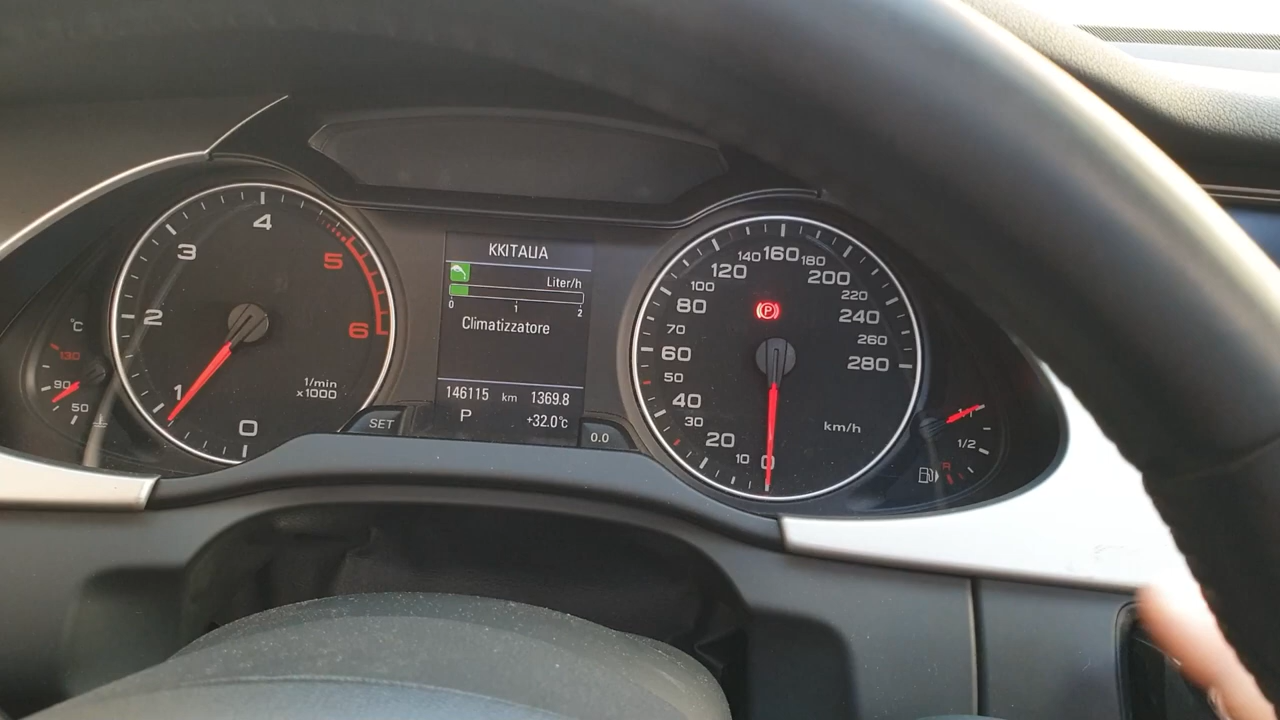 °C
130
90
50
0
1
2
3
4
5
6
1/min
x1000
SET
KKITALIA
Liter/h
0 1 2
Climatizzatore
146115 km 1369.8
P +32.0°C
0.0
0
10
20
30
40
50
60
70
80
100
120
140
160
180
200
220
240
260
280
P
km/h
1/1
1/2
R